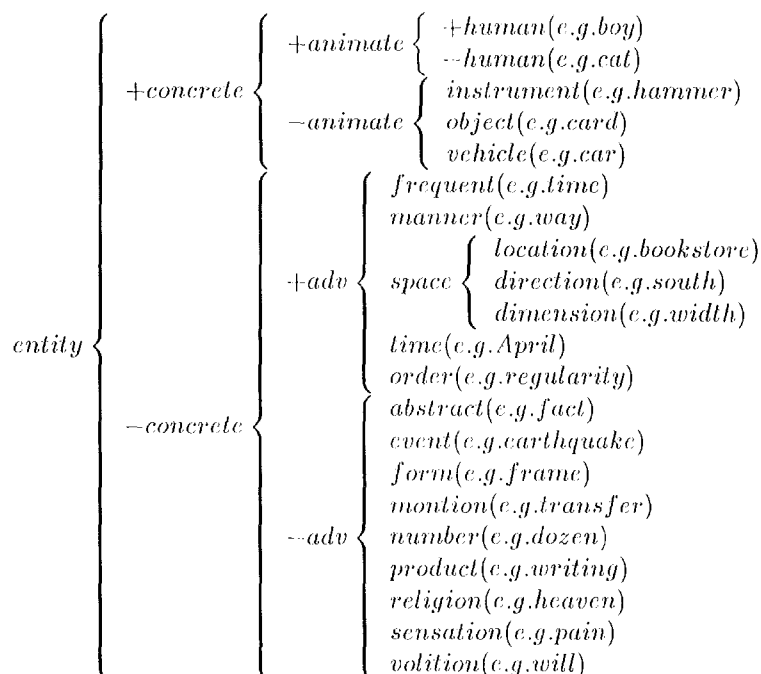 +human(e.g.boy)
+animate
--human(e.g.cat)
+concrete
instrument(e.g.hammer)
-animate object(e.g.card)
vehicle(e.g.car)
frequent(e.g.time)
manner(e.g.way)
location(e.g.bookstore)
+adv space direction(e.g.south)
dimension(e.g.width)
entity
time(e.g.April)
order(e.g.regularity)
-concrete
abstract(e.g.fact)
event(e.g.earthquake)
form(e.g.frame)
montion(e.g.transfer)
-adv number(e.g.dozen)
product(e.g.writing)
religion(e.g.heaven)
sensation(e.g.pain)
volition(e.g.will)